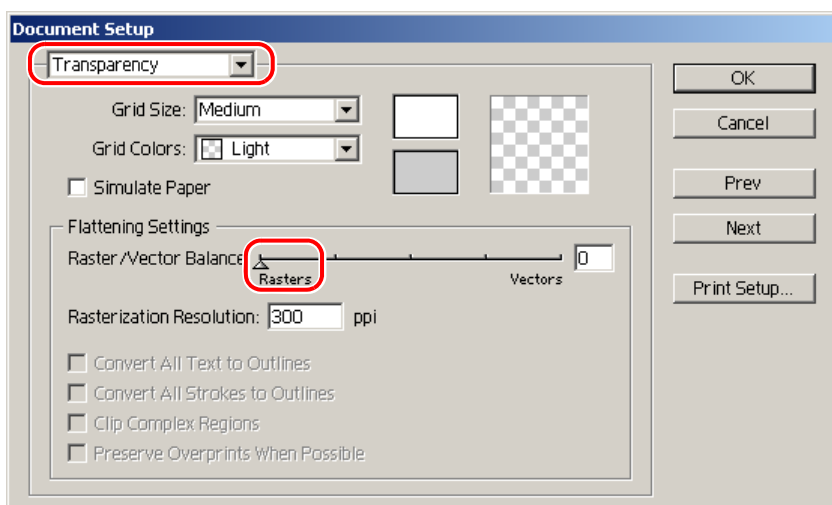 Document Setup
Transparency
OK
Grid Size: Medium
Cancel
Grid Colors: Light
Simulate Paper
Prev
Flattening Settings
Next
Raster/Vector Balance 0
Rasters Vectors
Print Setup...
Rasterization Resolution: 300 ppi
Convert All Text to Outlines
Convert All Strokes to Outlines
Clip Complex Regions
Preserve Overprints When Possible